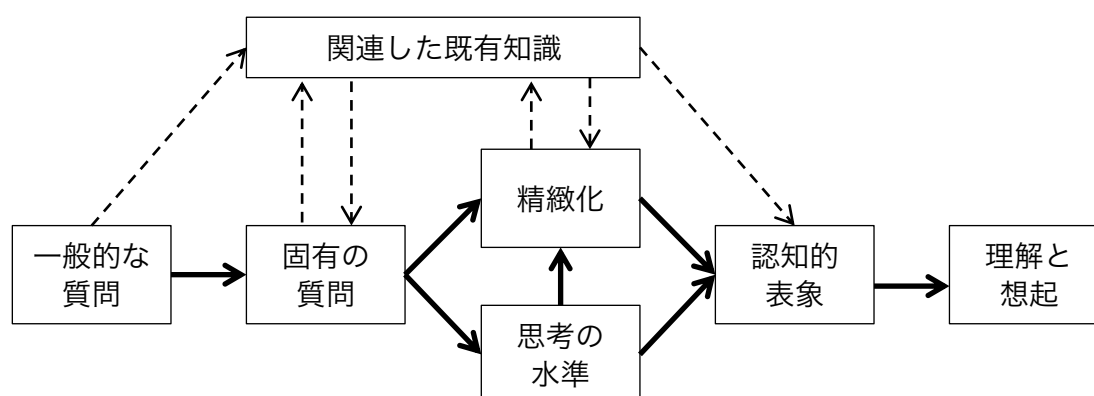 関連した既有知識
精緻化
一般的な
質問
固有の
質問
認知的
表象
理解と
想起
思考の
水準